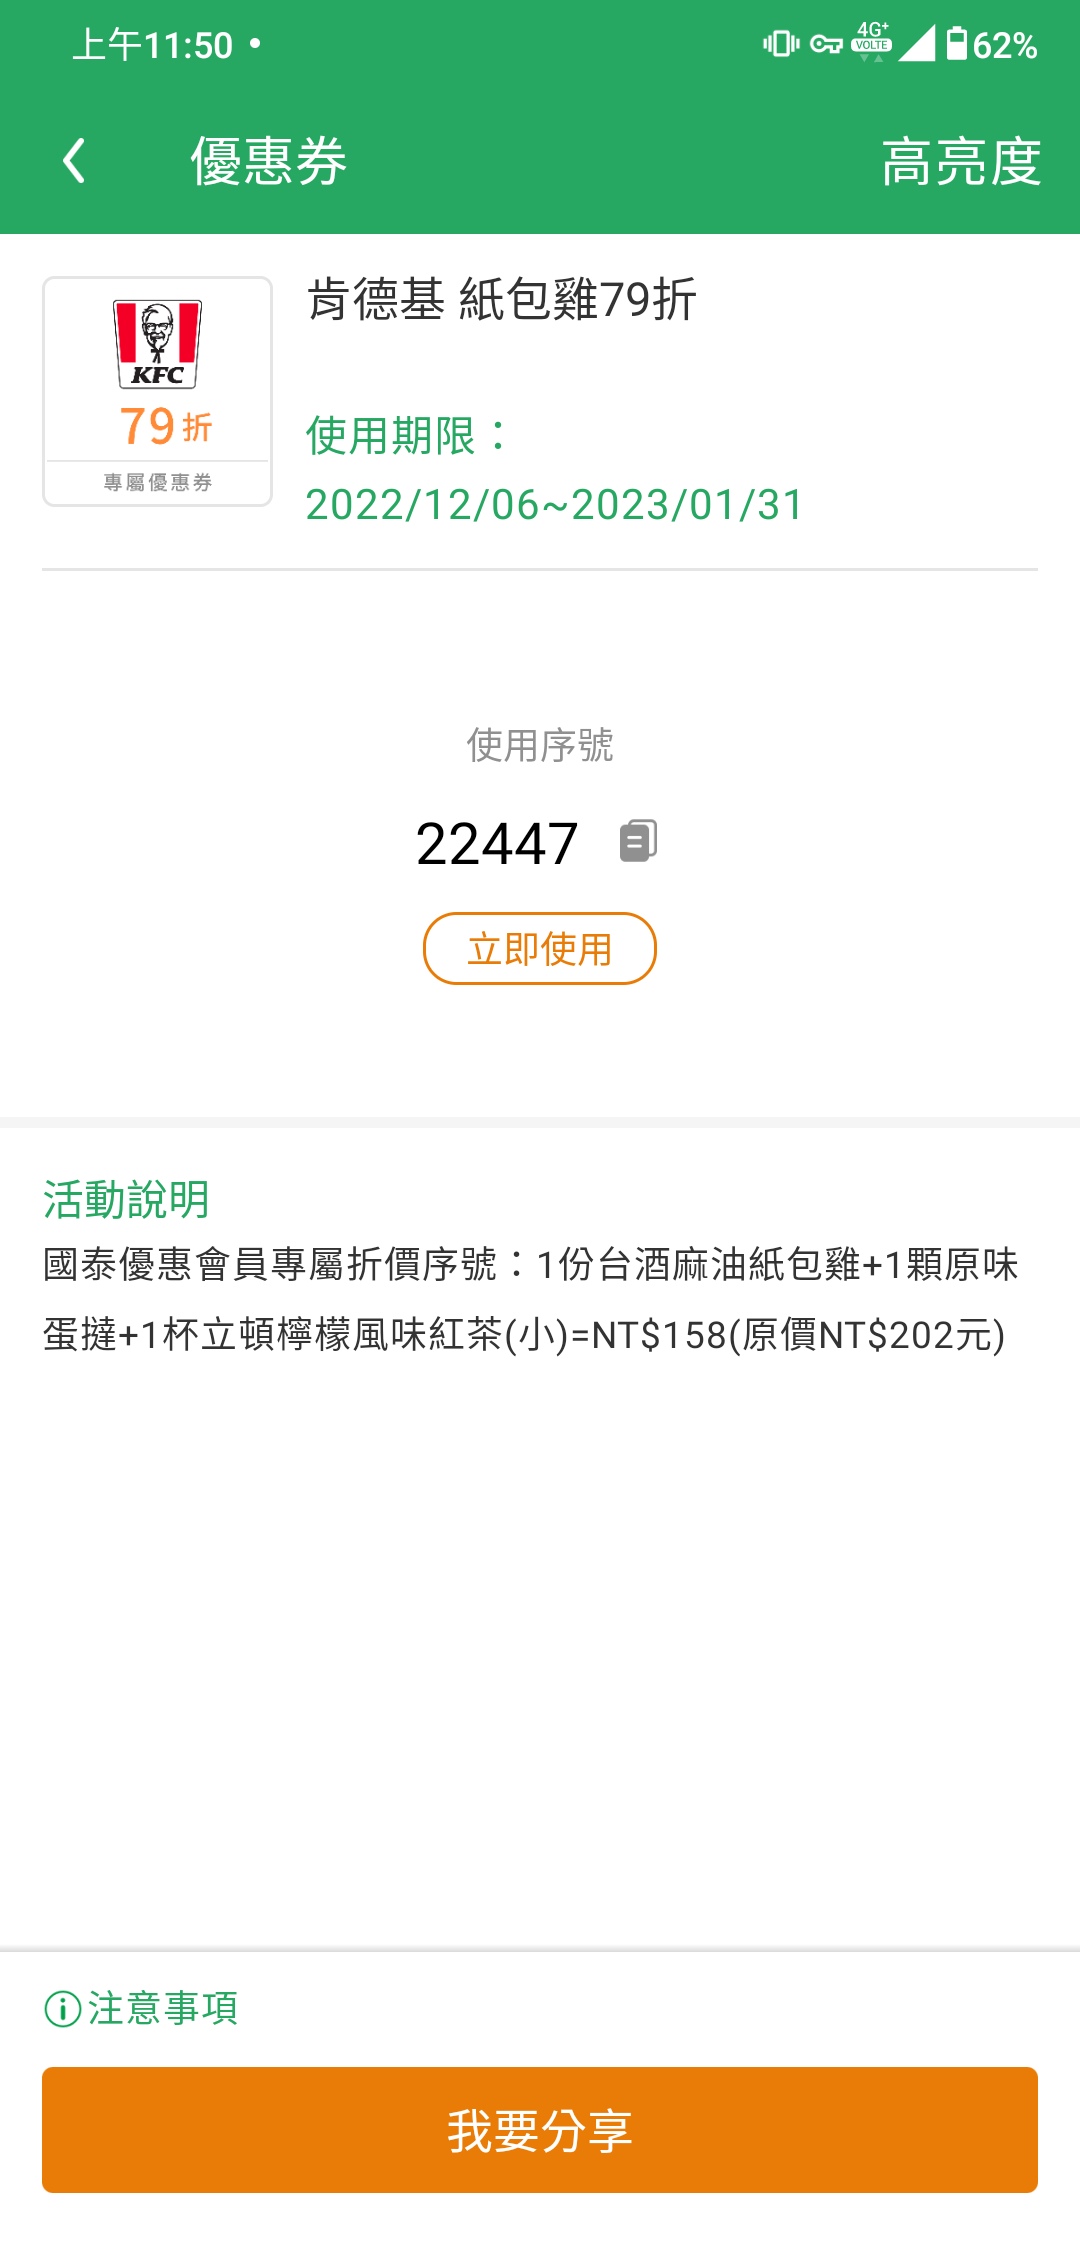 上午11:50
4G+
VOLTE
62%
優惠券
高亮度
肯德基 紙包雞79折
KFC
79折
專屬優惠券
使用期限：
2022/12/06~2023/01/31
使用序號
22447
立即使用
活動說明
國泰優惠會員專屬折價序號：1份台酒麻油紙包雞+1顆原味
蛋撻+1杯立頓檸檬風味紅茶(小)=NT$158(原價NT$202元)
注意事項
我要分享